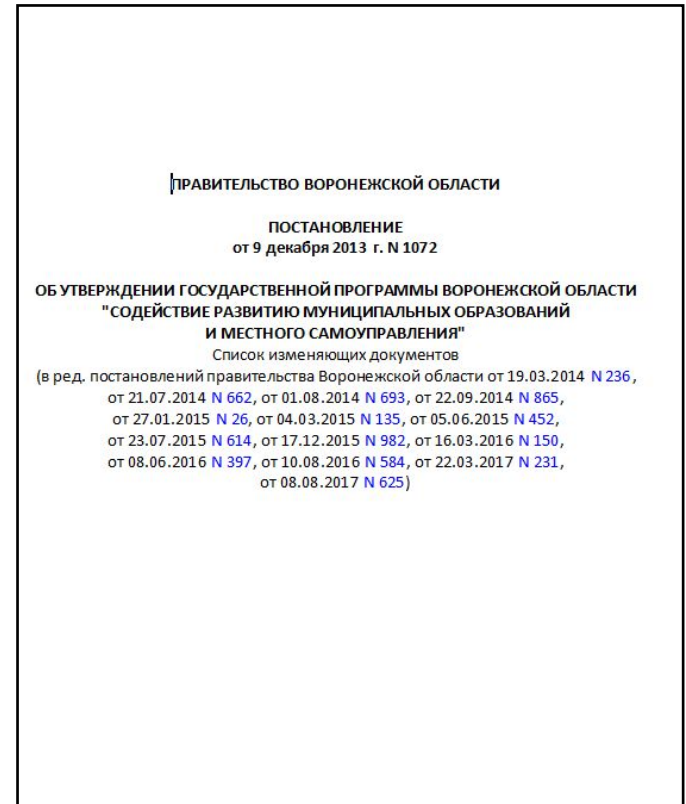 ПРАВИТЕЛЬСТВО ВОРОНЕЖСКОЙ ОБЛАСТИ
ПОСТАНОВЛЕНИЕ
от 9 декабря 2013 г. N 1072
ОБ УТВЕРЖДЕНИИ ГОСУДАРСТВЕННОЙ ПРОГРАММЫ ВОРОНЕЖСКОЙ ОБЛАСТИ
"СОДЕЙСТВИЕ РАЗВИТИЮ МУНИЦИПАЛЬНЫХ ОБРАЗОВАНИЙ
И МЕСТНОГО САМОУПРАВЛЕНИЯ"
Список изменяющих документов
(в ред. постановлений правительства Воронежской области от 19.03.2014 N 236,
от 21.07.2014 N 662, от 01.08.2014 N 693, от 22.09.2014 N 865,
от 27.01.2015 N 26, от 04.03.2015 N 135, от 05.06.2015 N 452,
от 23.07.2015 N 614, от 17.12.2015 N 982, от 16.03.2016 N 150,
от 08.06.2016 N 397, от 10.08.2016 N 584, от 22.03.2017 N 231,
от 08.08.2017 N 625)